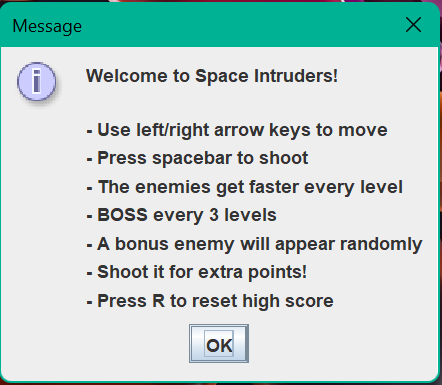 Message
Welcome to Space Intruders!
- Use left/right arrow keys to move
- Press spacebar to shoot
- The enemies get faster every level
- BOSS every 3 levels
- A bonus enemy will appear randomly
- Shoot it for extra points!
- Press R to reset high score
OK